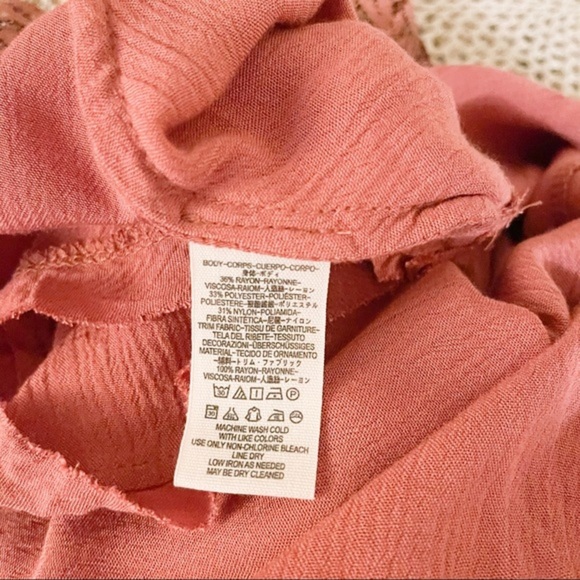 BODY-CORPS-CUERPO-CORPO-
身体-ボディ
36% RAYON-RAYONNE-
VISCOSA-RAIOM-人造絲-レーヨン
33% POLYESTER-POLIÉSTER-
POLIESTERE-聚酯纖維-ポリエステル
31% NYLON-POLIAMIDA-
FIBRA SINTÉTICA-尼龍-ナイロン
TRIM FABRIC-TISSU DE GARNITURE-
TELA DEL RIBETE-TESSUTO
DECORAZIONI-ÜBERSCHÜSSIGES
MATERIAL-TECIDO DE ORNAMENTO
-輔料-トリム・ファブリック
100% RAYON-RAYONNE-
VISCOSA-RAIOM-人造絲-レーヨン
P
30
MACHINE WASH COLD
WITH LIKE COLORS
USE ONLY NON-CHLORINE BLEACH
LINE DRY
LOW IRON AS NEEDED
MAY BE DRY CLEANED